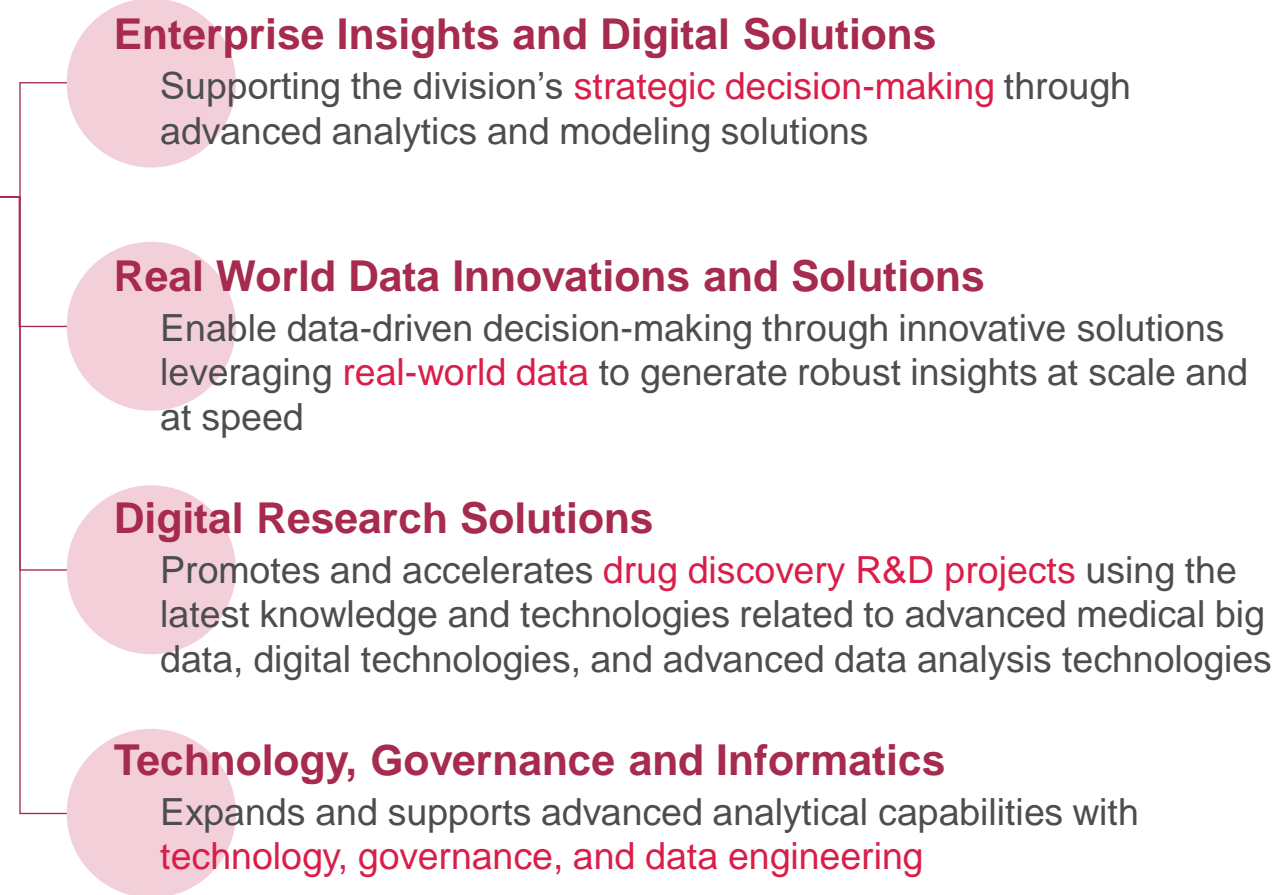 Enterprise Insights and Digital Solutions
Supporting the division’s strategic decision-making through
advanced analytics and modeling solutions
Real World Data Innovations and Solutions
Enable data-driven decision-making through innovative solutions
leveraging real-world data to generate robust insights at scale and
at speed
Digital Research Solutions
Promotes and accelerates drug discovery R&D projects using the
latest knowledge and technologies related to advanced medical big
data, digital technologies, and advanced data analysis technologies
Technology, Governance and Informatics
Expands and supports advanced analytical capabilities with
technology, governance, and data engineering